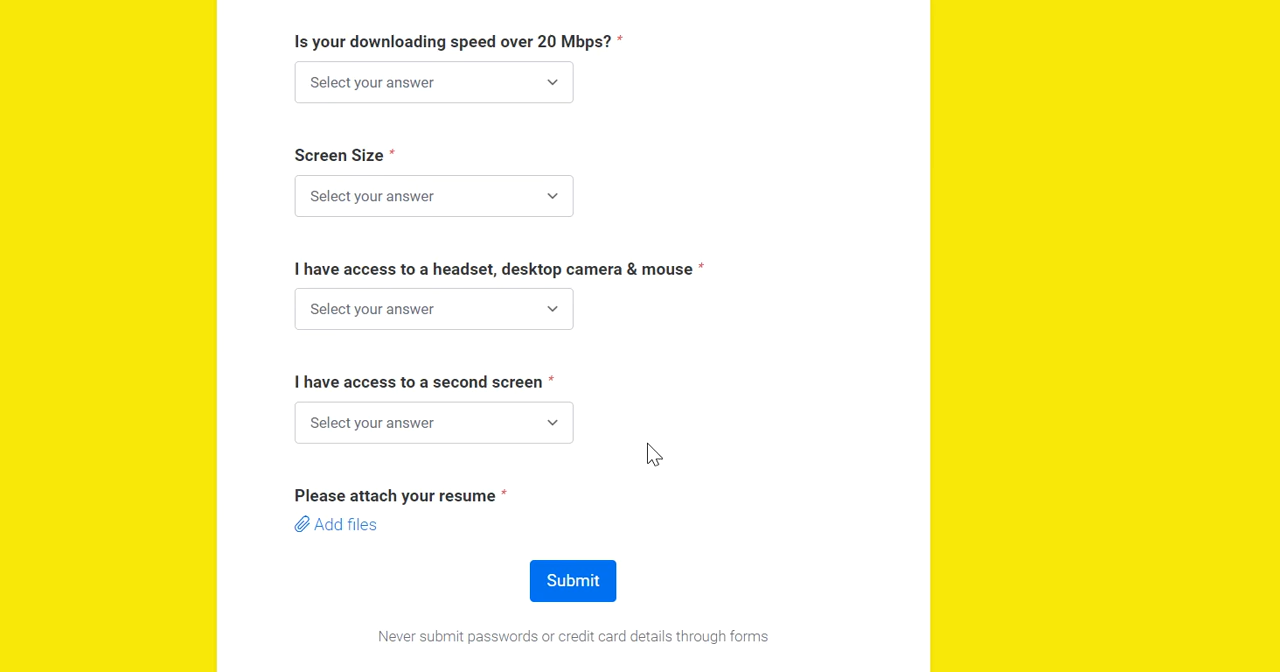 Is your downloading speed over 20 Mbps? *
Select your answer
Screen Size *
Select your answer
I have access to a headset, desktop camera & mouse *
Select your answer
I have access to a second screen *
Select your answer
Please attach your resume *
Add files
Submit
Never submit passwords or credit card details through forms